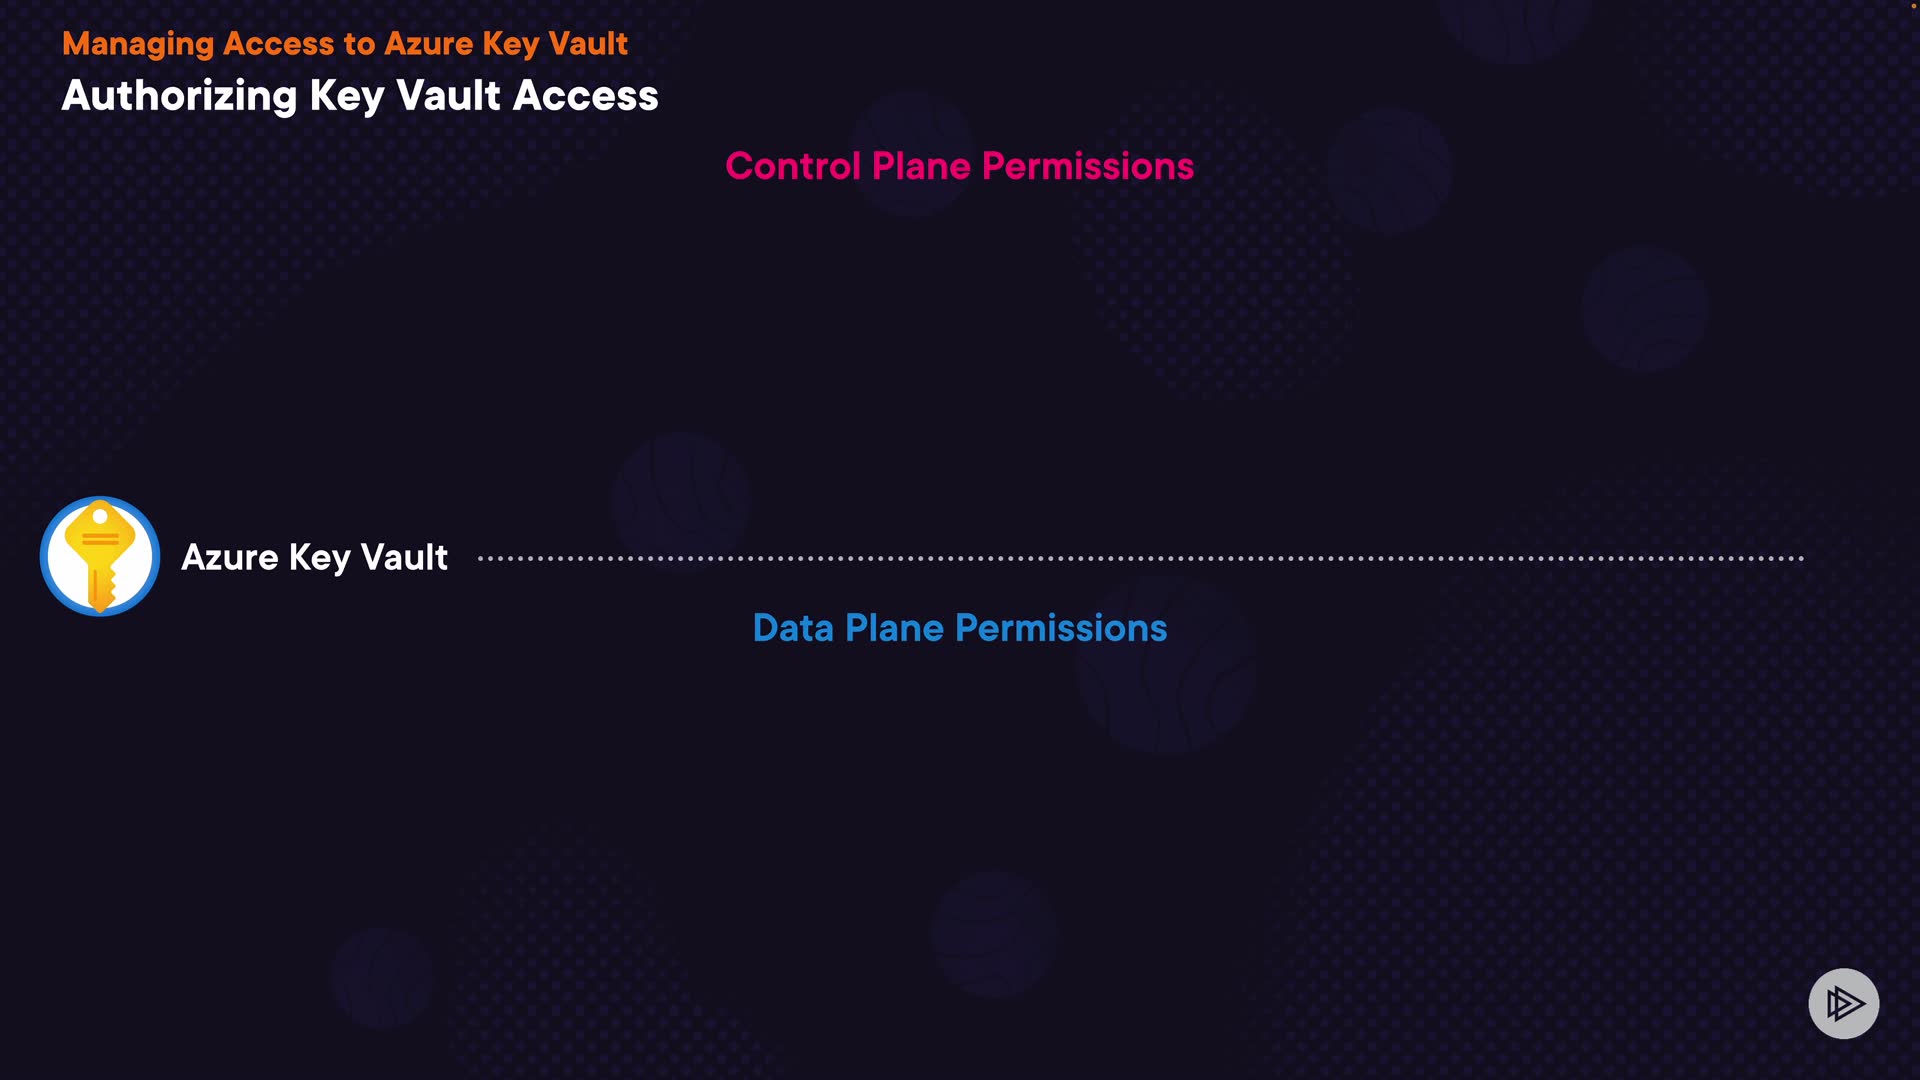 Managing Access to Azure Key Vault
Authorizing Key Vault Access
Control Plane Permissions
Azure Key Vault
Data Plane Permissions